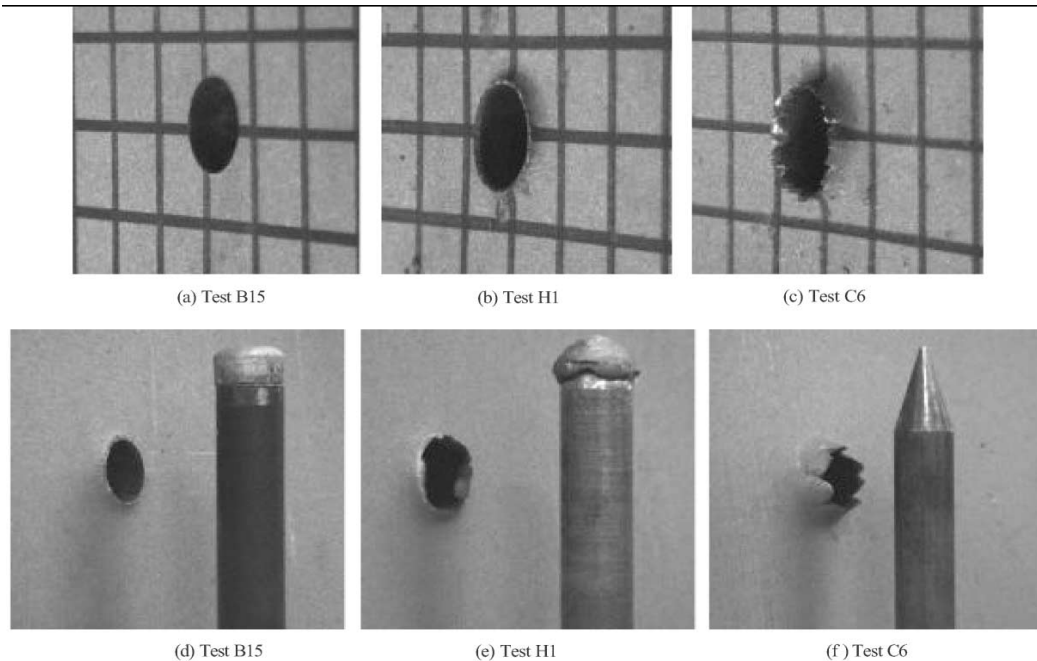 (a) Test B15
(b) Test H1
(c) Test C6
(d) Test B15
(e) Test H1
(f) Test C6